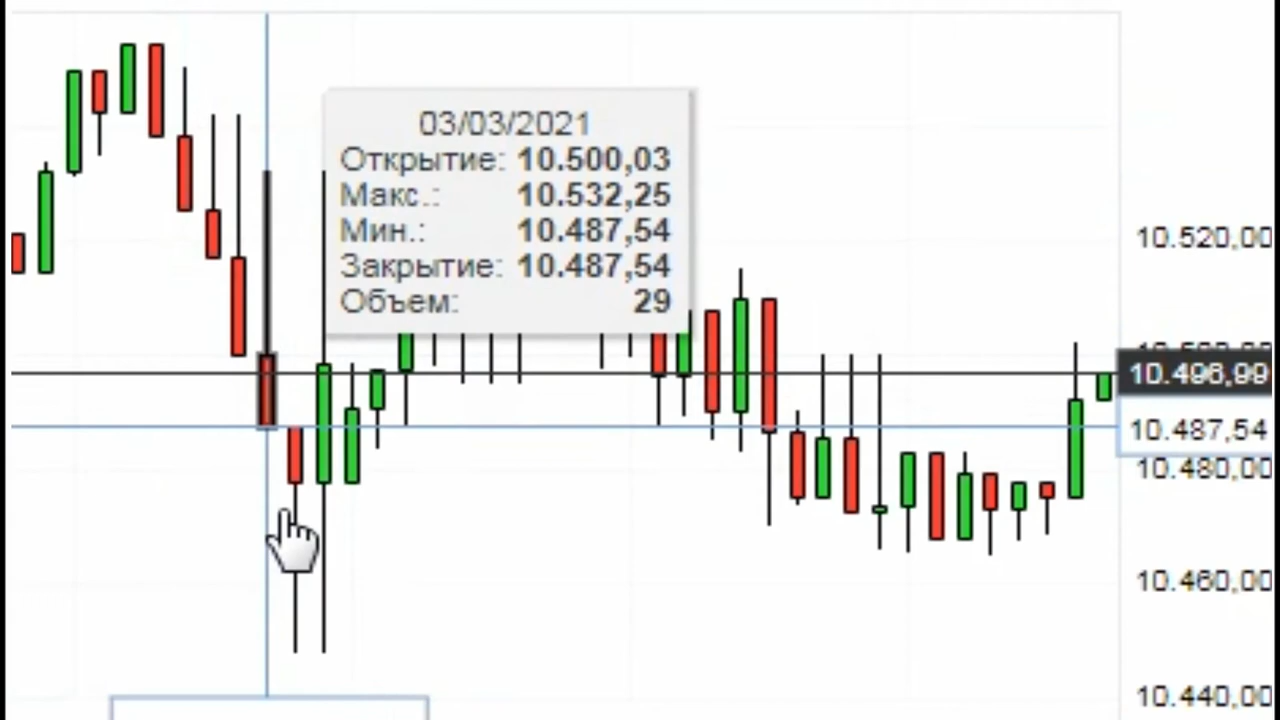 03/03/2021
Открытие: 10.500,03
Макс.: 10.532,25
Мин.: 10.487,54
Закрытие: 10.487,54
Объем: 29
10.520,00
10.496,99
10.487,54
10.480,00
10.460,00
10.440,00